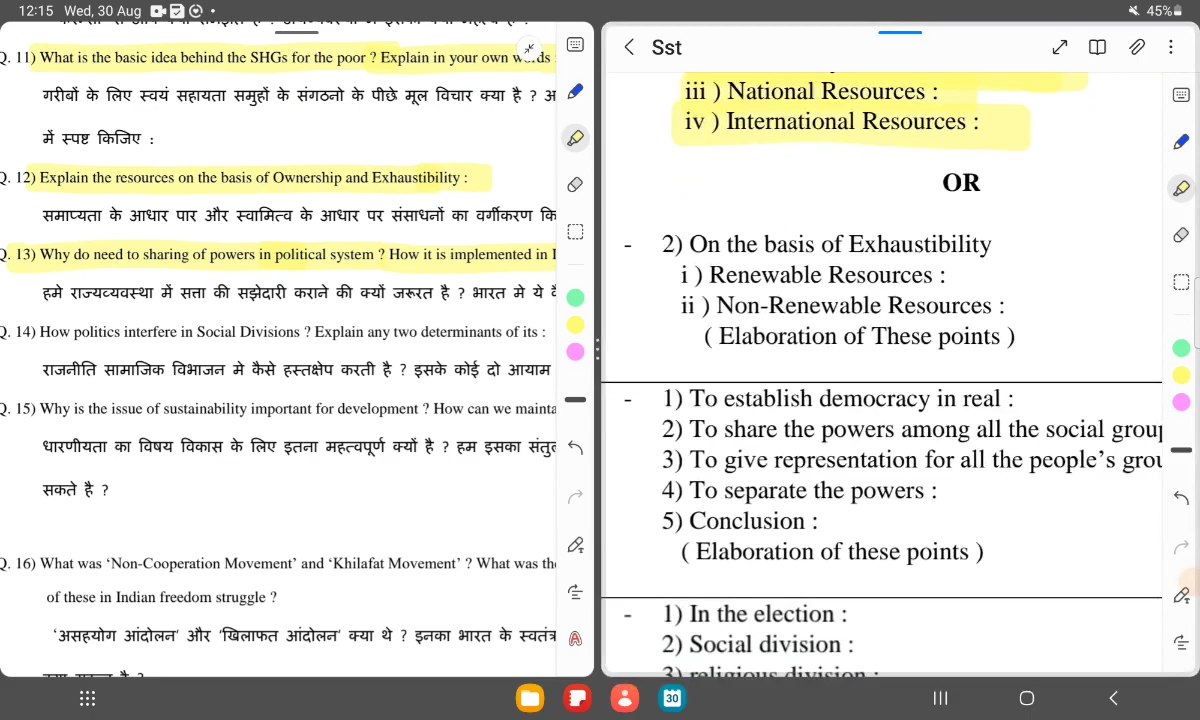 12:15 Wed, 30 Aug
45%
Q. 11) What is the basic idea behind the SHGs for the poor ? Explain in your own words
गरीबों के लिए स्वयं सहायता समुहों के संगठनो के पीछे मूल विचार क्या है ? अ
में स्पष्ट किजिए :
Q. 12) Explain the resources on the basis of Ownership and Exhaustibility :
समाप्यता के आधार पार और स्वामित्व के आधार पर संसाधनों का वर्गीकरण कि
Q. 13) Why do need to sharing of powers in political system ? How it is implemented in
हमे राज्यव्यवस्था में सत्ता की सझेदारी कराने की क्यों जरूरत है ? भारत मे ये
Q. 14) How politics interfere in Social Divisions ? Explain any two determinants of its :
राजनीति सामाजिक विभाजन मे कैसे हस्तक्षेप करती है ? इसके कोई दो आयाम
Q. 15) Why is the issue of sustainability important for development ? How can we mainta
धारणीयता का विषय विकास के लिए इतना महत्वपूर्ण क्यों है ? हम इसका
सकते है ?
Q. 16) What was ‘Non-Cooperation Movement’ and ‘Khilafat Movement’ ? What was the
of these in Indian freedom struggle ?
‘असहयोग आंदोलन’ और ‘खिलाफत आंदोलन’ क्या थे ? इनका भारत के स्वतंत्र
Sst
iii ) National Resources :
iv ) International Resources :
OR
- 2) On the basis of Exhaustibility
i ) Renewable Resources :
ii ) Non-Renewable Resources :
( Elaboration of These points )
- 1) To establish democracy in real :
2) To share the powers among all the social group
3) To give representation for all the people’s grou
4) To separate the powers :
5) Conclusion :
( Elaboration of these points )
- 1) In the election :
2) Social division :
3) religious division :
30